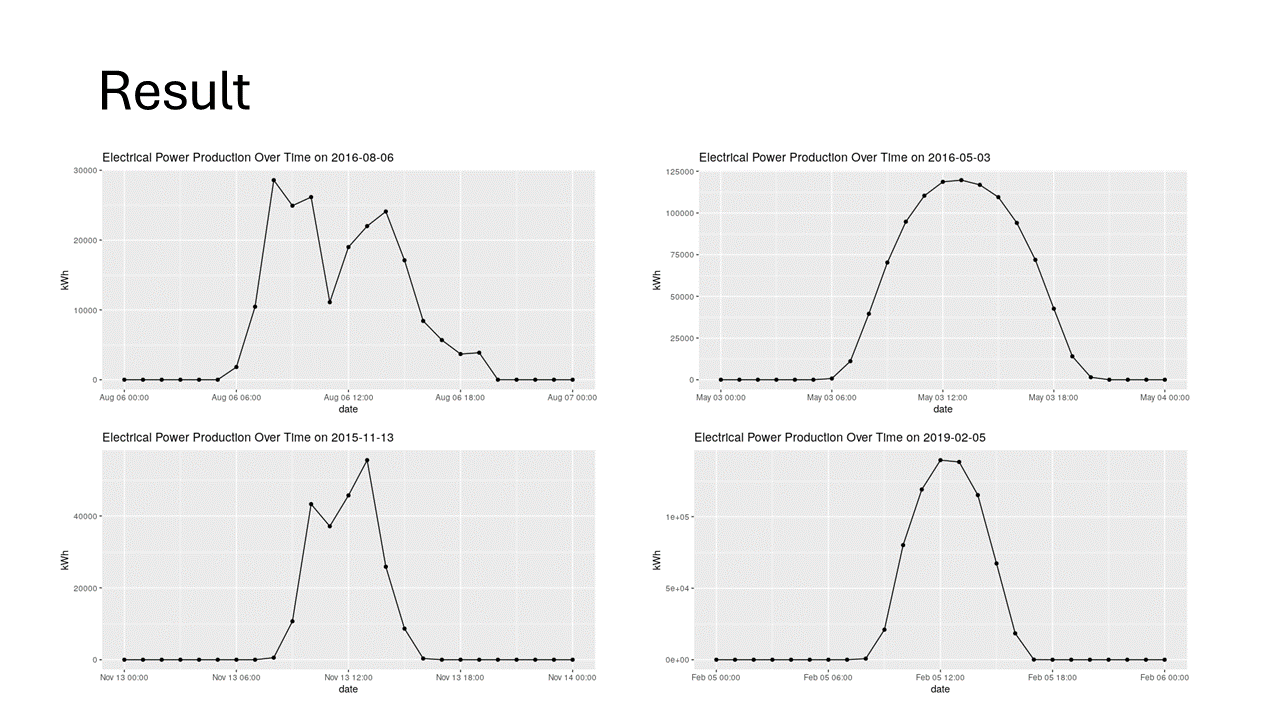 Result
Electrical Power Production Over Time on 2016-08-06
30000
20000
10000
0
kWh
Aug 06 00:00
Aug 06 06:00
Aug 06 12:00
Aug 06 18:00
Aug 07 00:00
date
Electrical Power Production Over Time on 2016-05-03
125000
100000
75000
50000
25000
0
kWh
May 03 00:00
May 03 06:00
May 03 12:00
May 03 18:00
May 04 00:00
date
Electrical Power Production Over Time on 2015-11-13
40000
20000
0
kWh
Nov 13 00:00
Nov 13 06:00
Nov 13 12:00
Nov 13 18:00
Nov 14 00:00
date
Electrical Power Production Over Time on 2019-02-05
1e+05
5e+04
0e+00
kWh
Feb 05 00:00
Feb 05 06:00
Feb 05 12:00
Feb 05 18:00
Feb 06 00:00
date